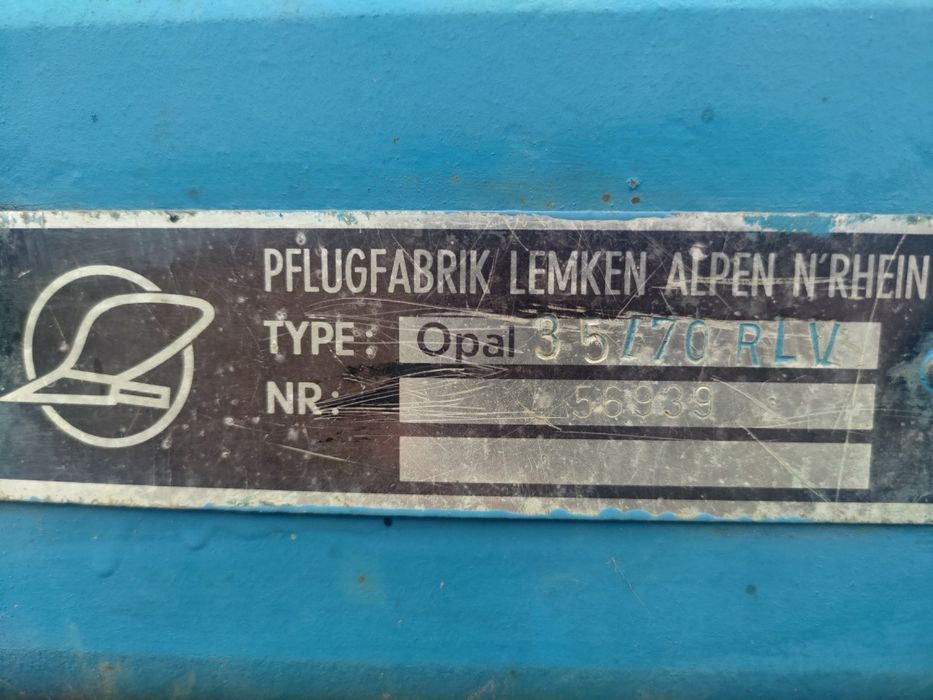 PFLUGFABRIK LEMKEN ALPEN N'RHEIN
TYPE: Opal 35/70 RLV
NR: 56939